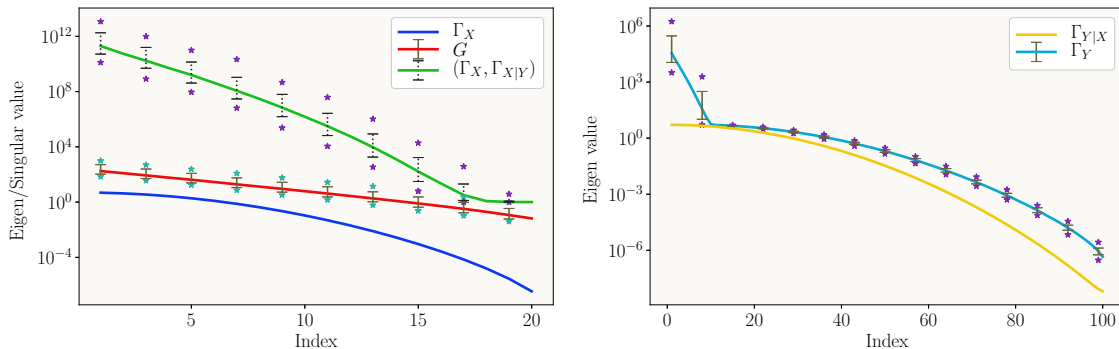 10^{12}
10^8
10^4
10^0
10^{-4}
Eigen/Singular value
5
10
15
20
Index
Γ_X
G
(Γ_X, Γ_{X|Y})
10^6
10^3
10^0
10^{-3}
10^{-6}
Eigen value
0
20
40
60
80
100
Index
Γ_{Y|X}
Γ_Y